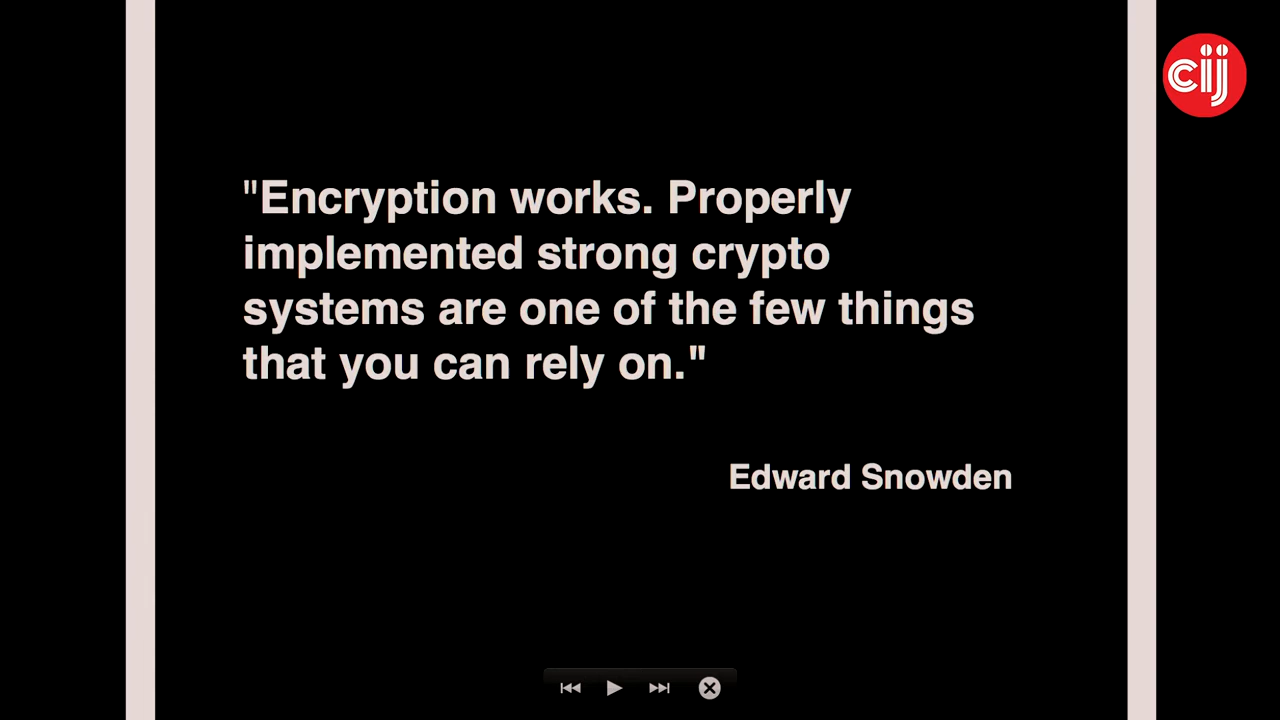 cij
"Encryption works. Properly
implemented strong crypto
systems are one of the few things
that you can rely on."
Edward Snowden